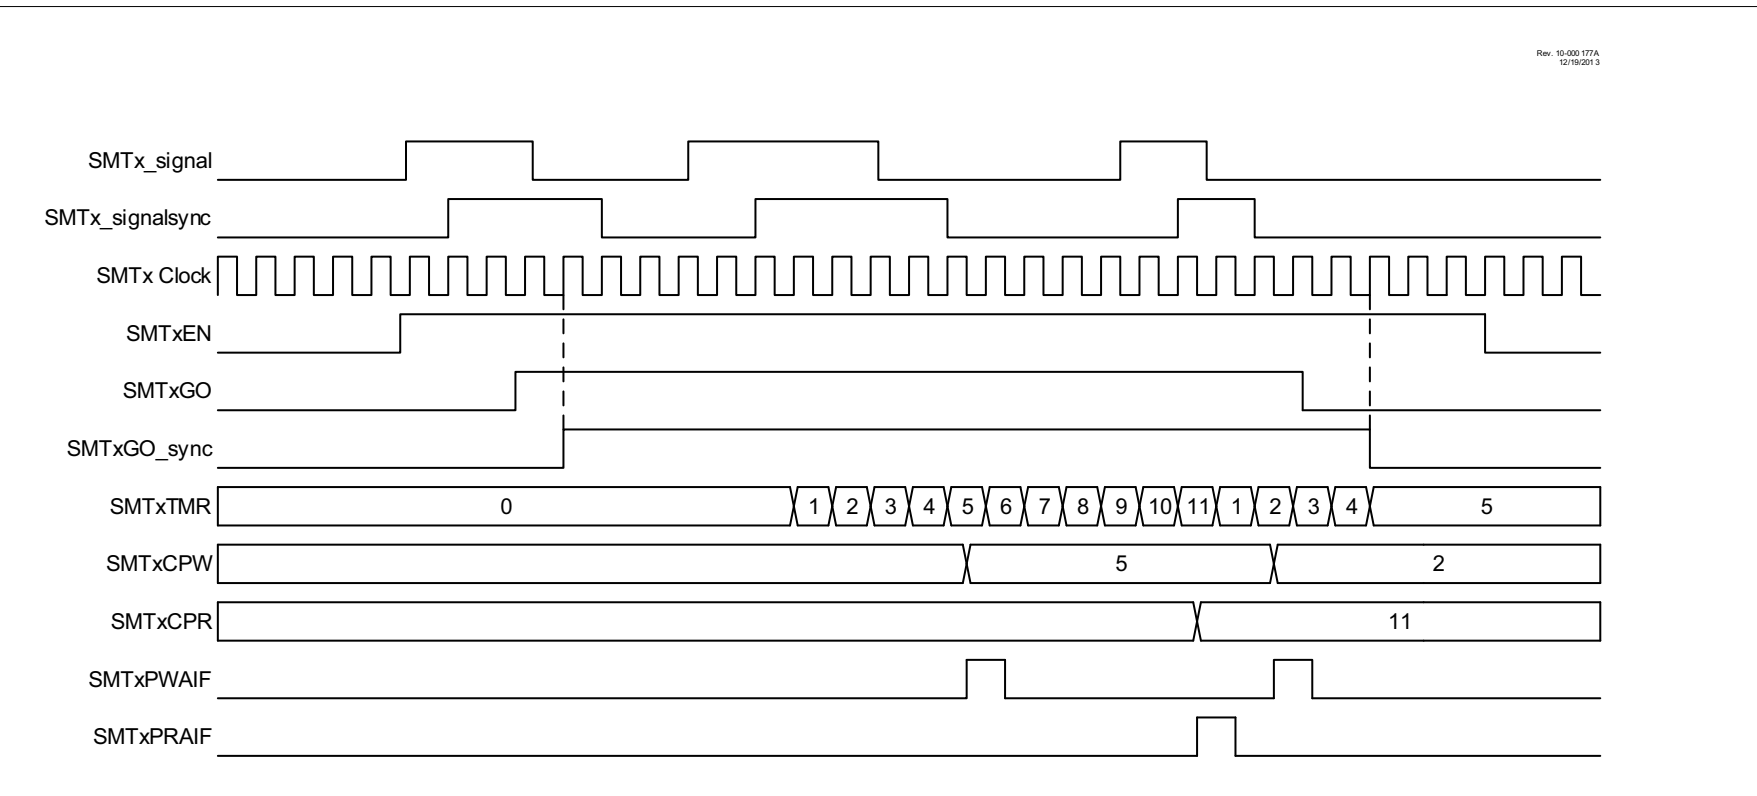 Rev. 10-000 177A
12/19/201 3
SMTx_signal
SMTx_signalsync
SMTx Clock
SMTxEN
SMTxGO
SMTxGO_sync
SMTxTMR 0 1 2 3 4 5 6 7 8 9 10 11 1 2 3 4 5
SMTxCPW 5 2
SMTxCPR 11
SMTxPWAIF
SMTxPRAIF